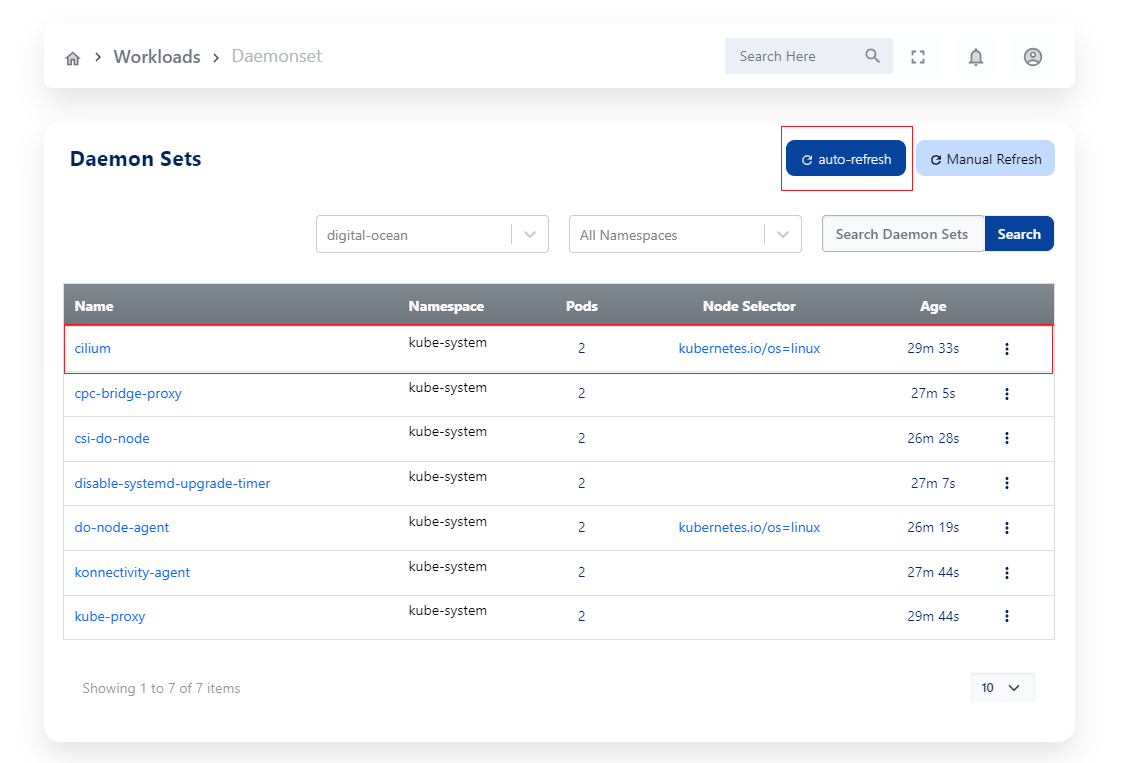 Workloads Daemonset Search Here
Daemon Sets auto-refresh Manual Refresh
digital-ocean All Namespaces Search Daemon Sets Search
Name Namespace Pods Node Selector Age
cilium kube-system 2 kubernetes.io/os=linux 29m 33s
cpc-bridge-proxy kube-system 2 27m 5s
csi-do-node kube-system 2 26m 28s
disable-systemd-upgrade-timer kube-system 2 27m 7s
do-node-agent kube-system 2 kubernetes.io/os=linux 26m 19s
konnectivity-agent kube-system 2 27m 44s
kube-proxy kube-system 2 29m 44s
Showing 1 to 7 of 7 items 10